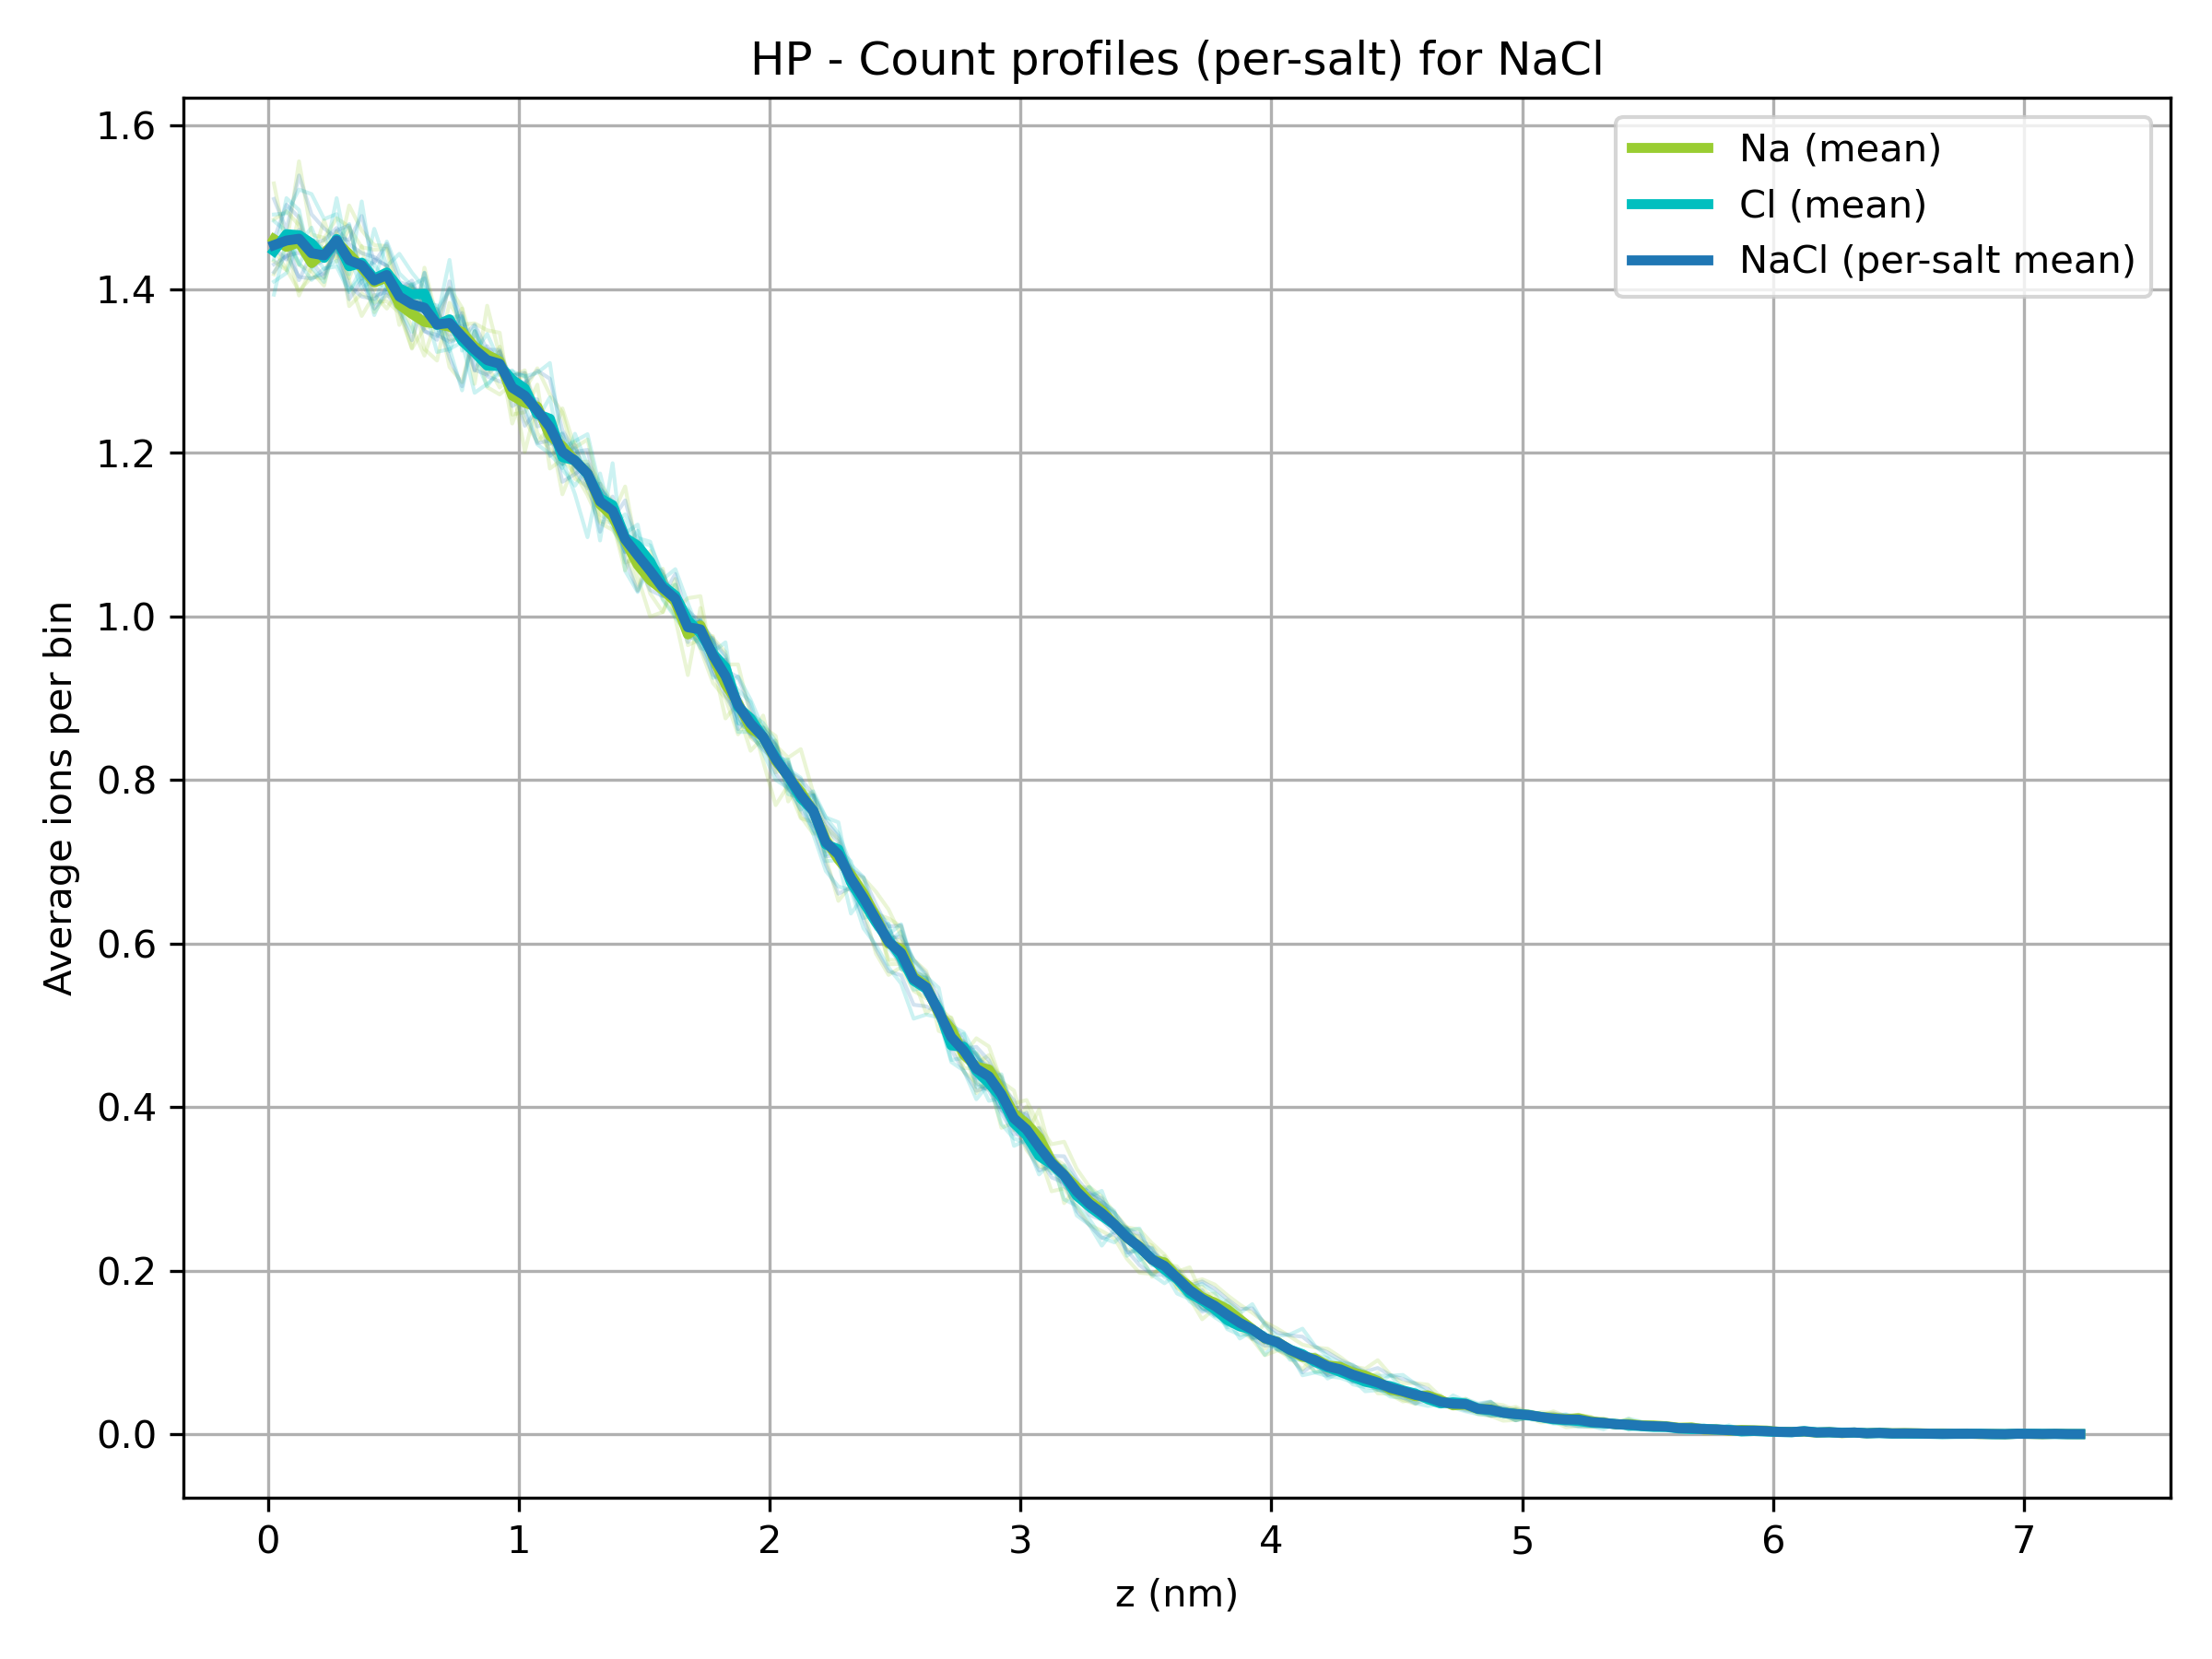 HP - Count profiles (per-salt) for NaCl
Na (mean)
Cl (mean)
NaCl (per-salt mean)
Average ions per bin
1.6
1.4
1.2
1.0
0.8
0.6
0.4
0.2
0.0
0 1 2 3 4 5 6 7
z (nm)